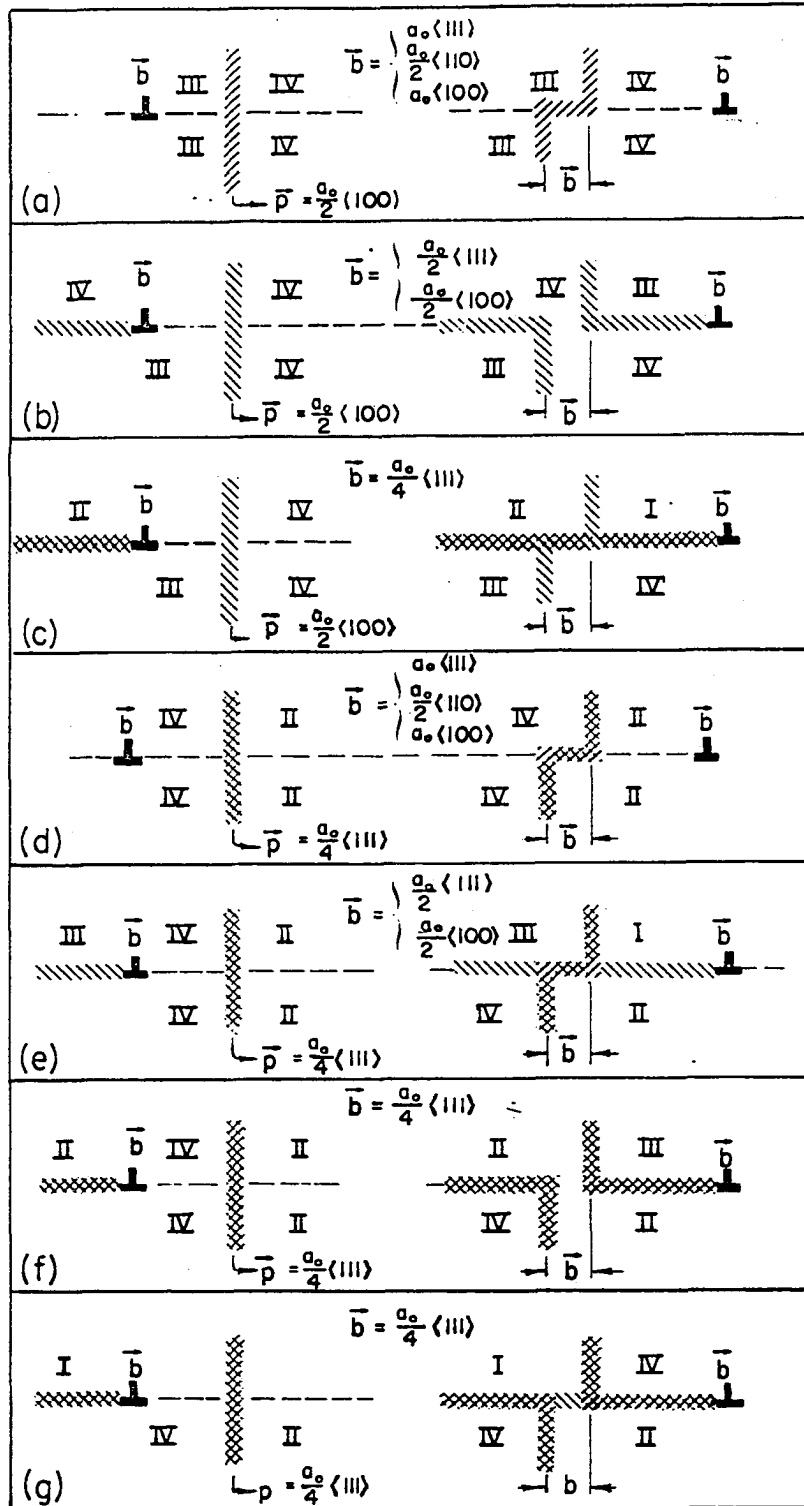 b⃗ = { a₀⟨111⟩
a₀/2 ⟨110⟩
a₀⟨100⟩
b⃗ III IV III IV b⃗
III IV III IV
b⃗
(a) p⃗ = a₀/2 ⟨100⟩
b⃗ = { a₀/2 ⟨111⟩
a₀/2 ⟨100⟩
IV b⃗ IV IV III b⃗
III IV III IV
b⃗
(b) p⃗ = a₀/2 ⟨100⟩
b⃗ = a₀/4 ⟨111⟩
II b⃗ IV II I b⃗
III IV III IV
b⃗
(c) p⃗ = a₀/2 ⟨100⟩
b⃗ = { a₀⟨111⟩
a₀/2 ⟨110⟩
a₀⟨100⟩
b⃗ IV II IV II b⃗
IV II IV II
b⃗
(d) p⃗ = a₀/4 ⟨111⟩
b⃗ = { a₀/2 ⟨111⟩
a₀/2 ⟨100⟩
III b⃗ IV II III I b⃗
IV II IV II
b⃗
(e) p⃗ = a₀/4 ⟨111⟩
b⃗ = a₀/4 ⟨111⟩
II b⃗ IV II II III b⃗
IV II IV II
b⃗
(f) p⃗ = a₀/4 ⟨111⟩
b⃗ = a₀/4 ⟨111⟩
I b⃗ I IV b⃗
IV II IV II
b
(g) p = a₀/4 ⟨111⟩